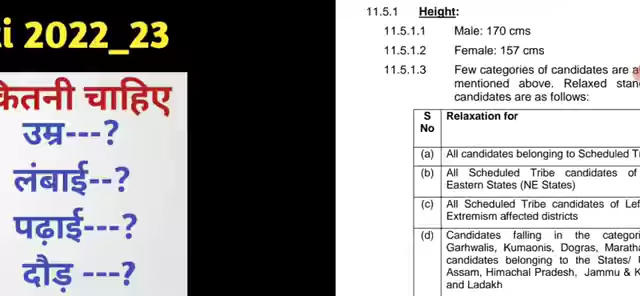 2022_23
कितनी चाहिए
उम्र---?
लंबाई--?
पढ़ाई---?
दौड़ ---?
11.5.1 Height:
11.5.1.1 Male: 170 cms
11.5.1.2 Female: 157 cms
11.5.1.3 Few categories of candidates are
mentioned above. Relaxed
candidates are as follows:
S No Relaxation for
(a) All candidates belonging to Scheduled
(b) All Scheduled Tribe candidates of
Eastern States (NE States)
(c) All Scheduled Tribe candidates of
Extremism affected districts
(d) Candidates falling in the
Garhwalis, Kumaonis, Dogras,
candidates belonging to the States/
Assam, Himachal Pradesh, Jammu &
and Ladakh